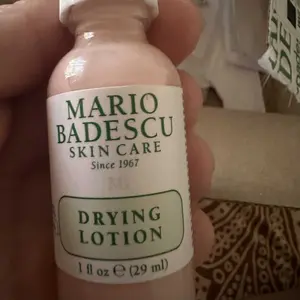 MARIO
BADESCU
SKIN CARE
Since 1967
DRYING
LOTION
1 fl oz ℮ (29 ml)